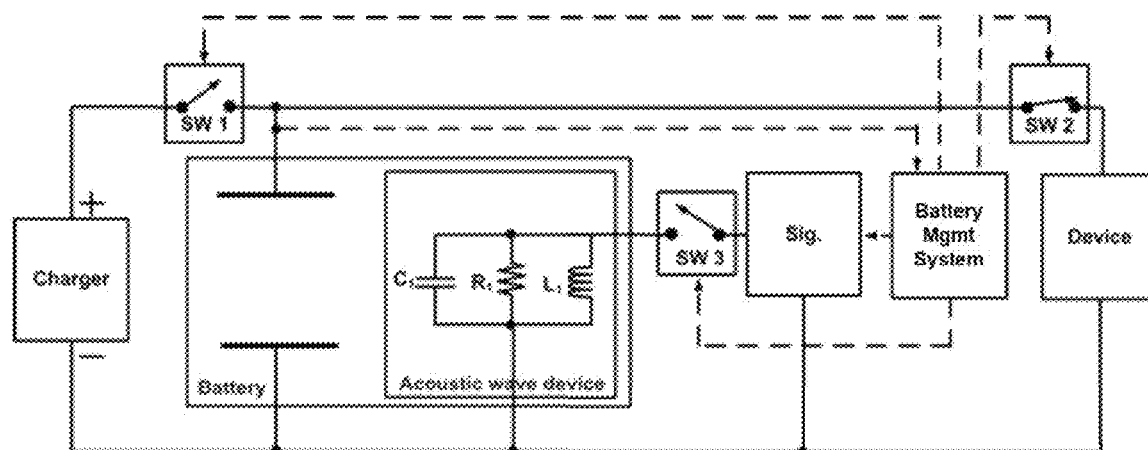 SW 1
SW 2
+
Charger
−
C₁
R₁
L₁
SW 3
Sig.
Battery
Mgmt
System
Device
Battery
Acoustic wave device